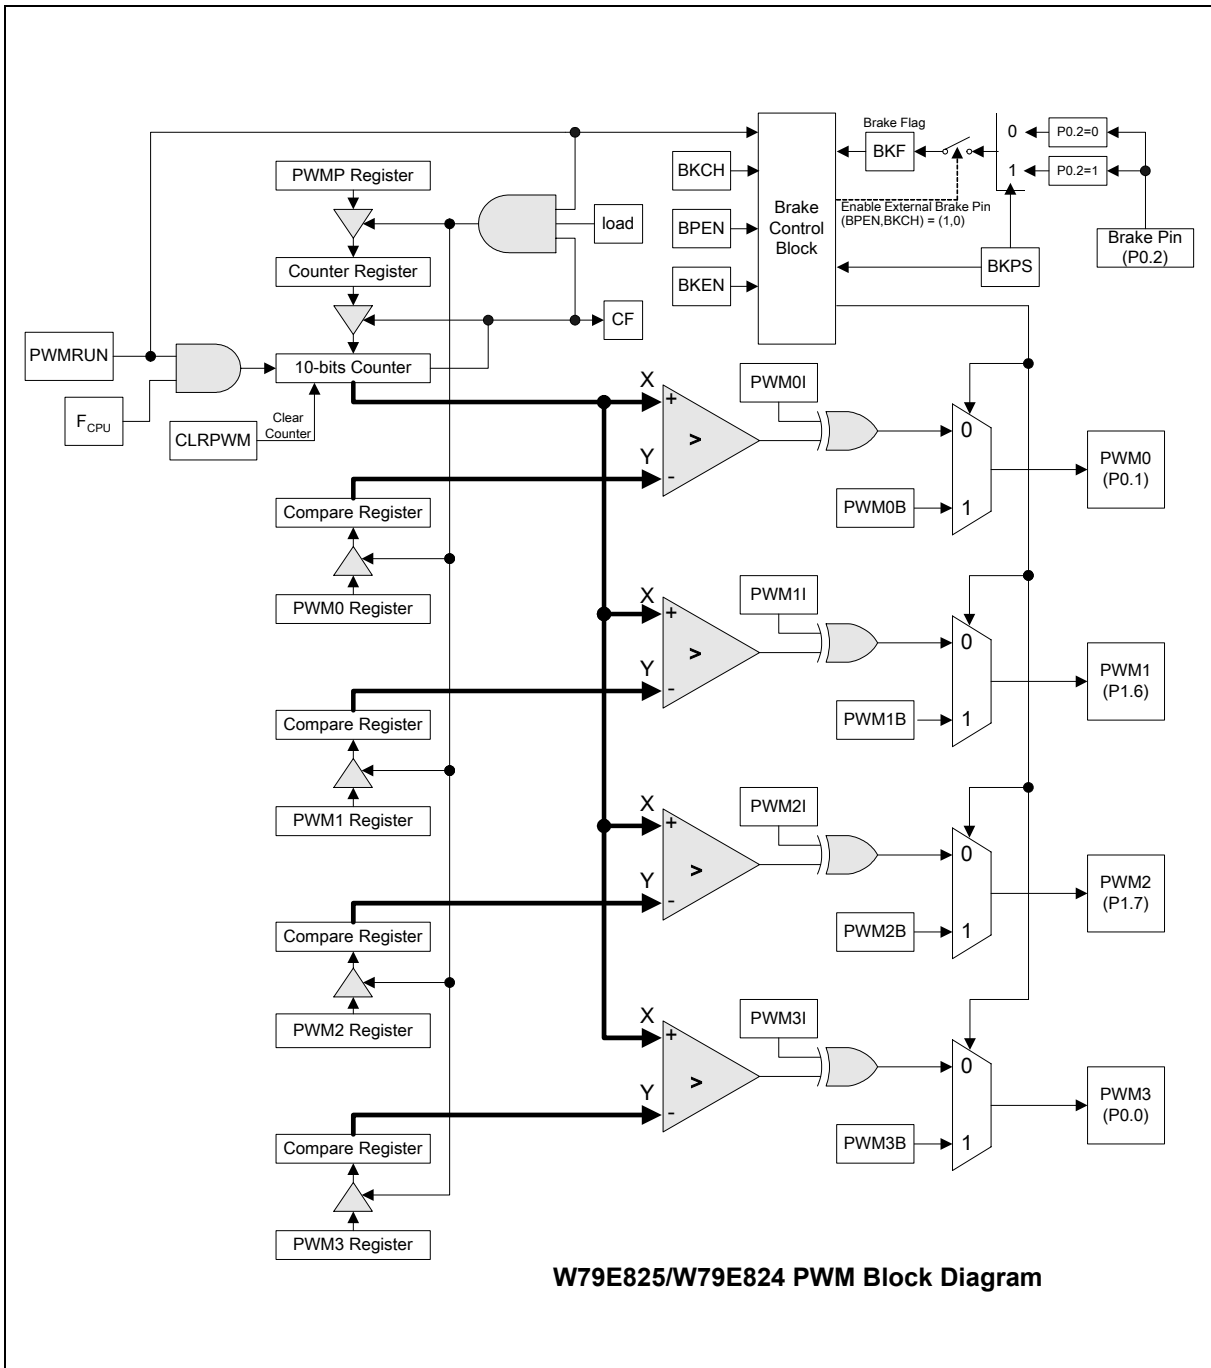 Brake Flag
0
P0.2=0
PWMP Register
BKCH
BKF
1
P0.2=1
load
BPEN
Brake
Control
Block
Enable External Brake Pin
(BPEN,BKCH) = (1,0)
Brake Pin
(P0.2)
Counter Register
BKEN
BKPS
CF
PWMRUN
10-bits Counter
FCPU
Clear
Counter
CLRPWM
X
+
>
Y
-
PWM0I
0
PWM0B
1
PWM0
(P0.1)
Compare Register
PWM0 Register
X
+
>
Y
-
PWM1I
0
PWM1B
1
PWM1
(P1.6)
Compare Register
PWM1 Register
X
+
>
Y
-
PWM2I
0
PWM2B
1
PWM2
(P1.7)
Compare Register
PWM2 Register
X
+
>
Y
-
PWM3I
0
PWM3B
1
PWM3
(P0.0)
Compare Register
PWM3 Register
W79E825/W79E824 PWM Block Diagram